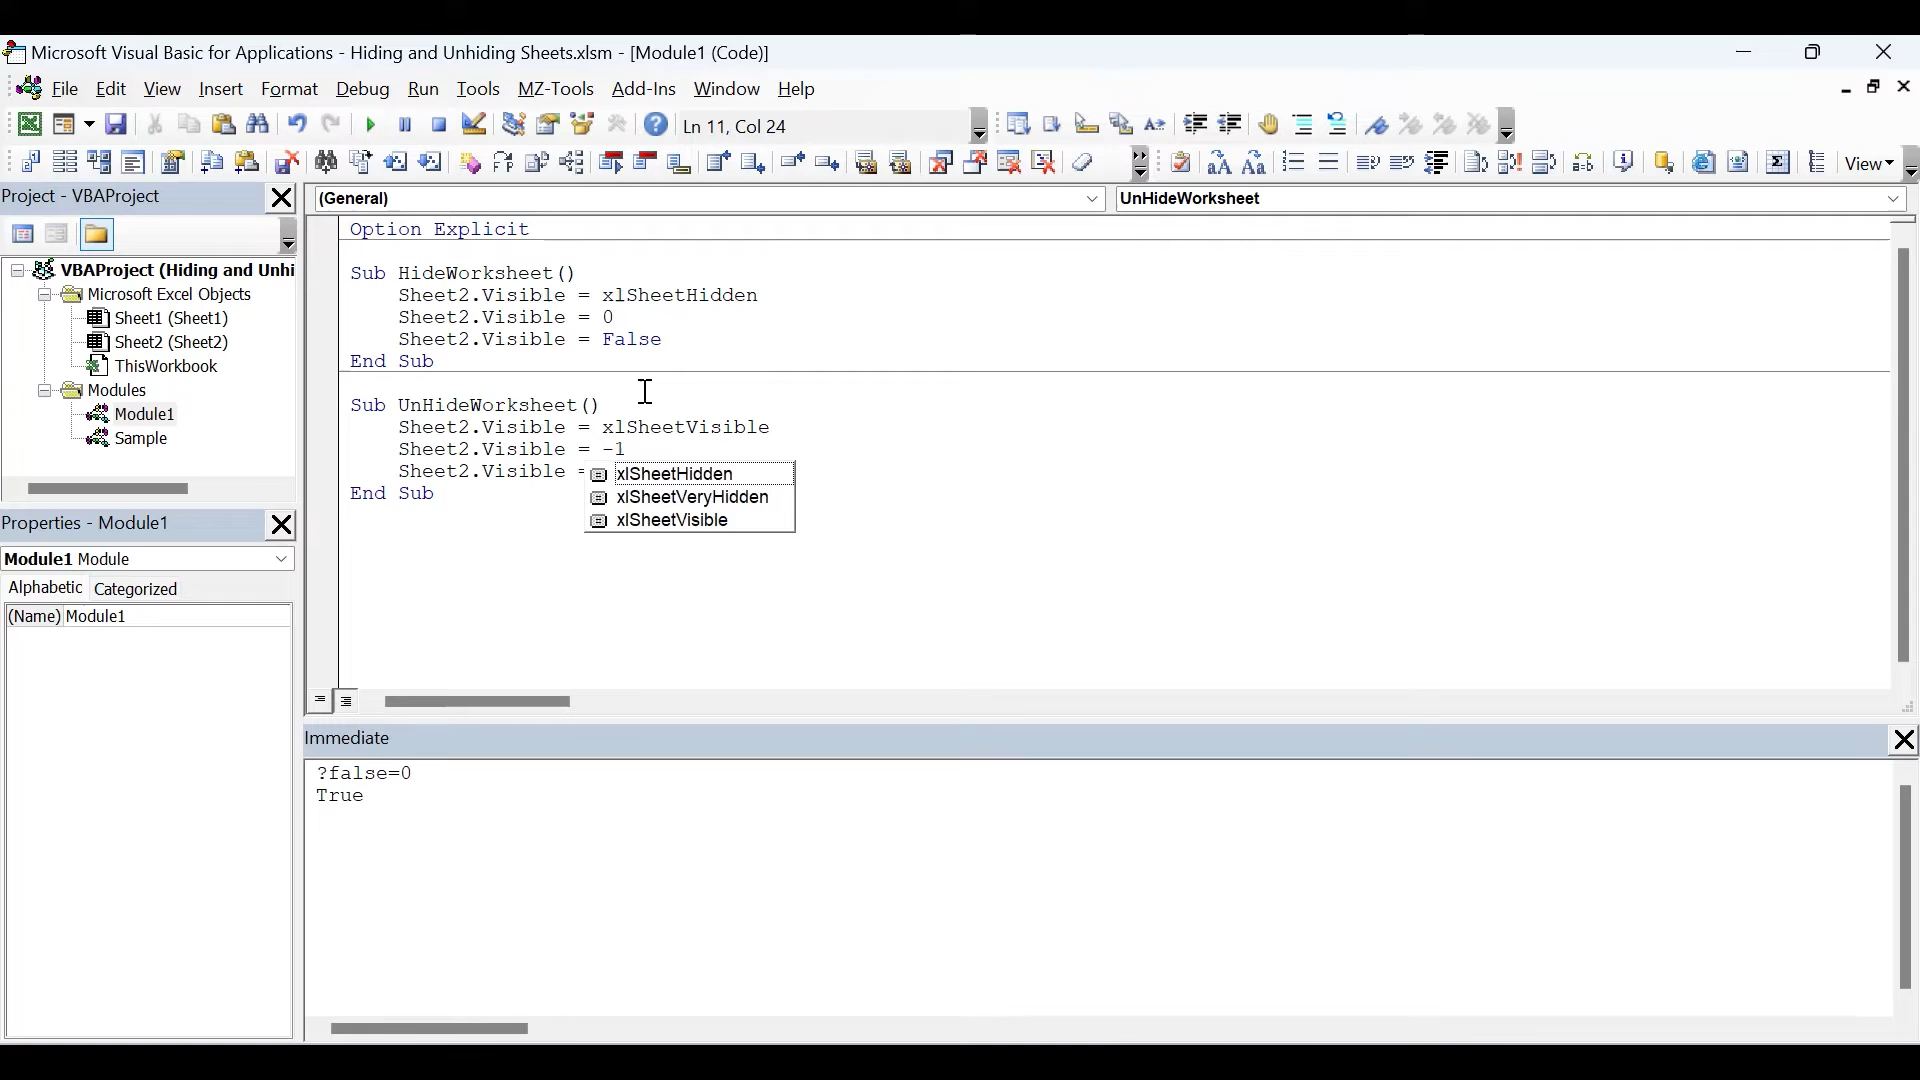 Microsoft Visual Basic for Applications - Hiding and Unhiding Sheets.xlsm - [Module1 (Code)]
File Edit View Insert Format Debug Run Tools MZ-Tools Add-Ins Window Help
Ln 11, Col 24
View
Project - VBAProject
(General)
UnHideWorksheet
VBAProject (Hiding and Unhi
Microsoft Excel Objects
Sheet1 (Sheet1)
Sheet2 (Sheet2)
ThisWorkbook
Modules
Module1
Sample
Properties - Module1
Module1 Module
Alphabetic Categorized
(Name) Module1
Option Explicit
Sub HideWorksheet()
Sheet2.Visible = xlSheetHidden
Sheet2.Visible = 0
Sheet2.Visible = False
End Sub
Sub UnHideWorksheet()
Sheet2.Visible = xlSheetVisible
Sheet2.Visible = -1
Sheet2.Visible =
End Sub
xlSheetHidden
xlSheetVeryHidden
xlSheetVisible
Immediate
?false=0
True